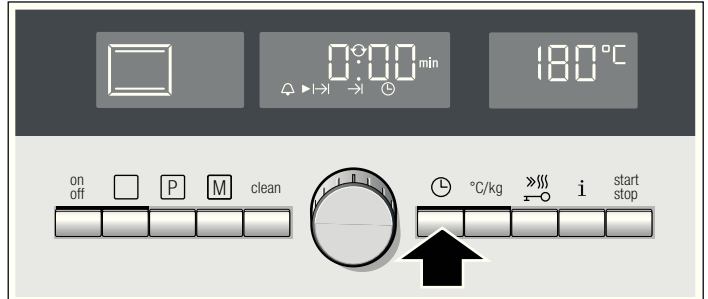 0:00 min
180°C
on
off
P
M
clean
°C/kg
i
start
stop